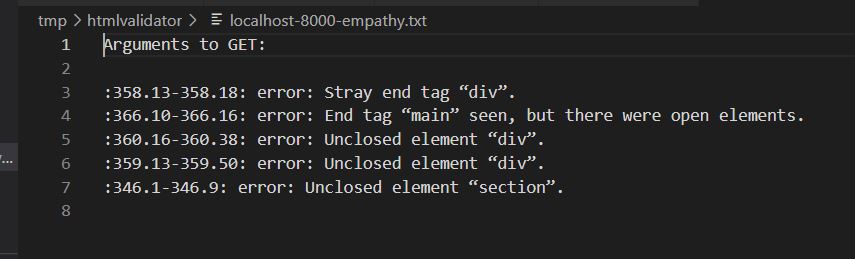 tmp > htmlvalidator > localhost-8000-empathy.txt
1 Arguments to GET:
2
3 :358.13-358.18: error: Stray end tag “div”.
4 :366.10-366.16: error: End tag “main” seen, but there were open elements.
5 :360.16-360.38: error: Unclosed element “div”.
6 :359.13-359.50: error: Unclosed element “div”.
7 :346.1-346.9: error: Unclosed element “section”.
8